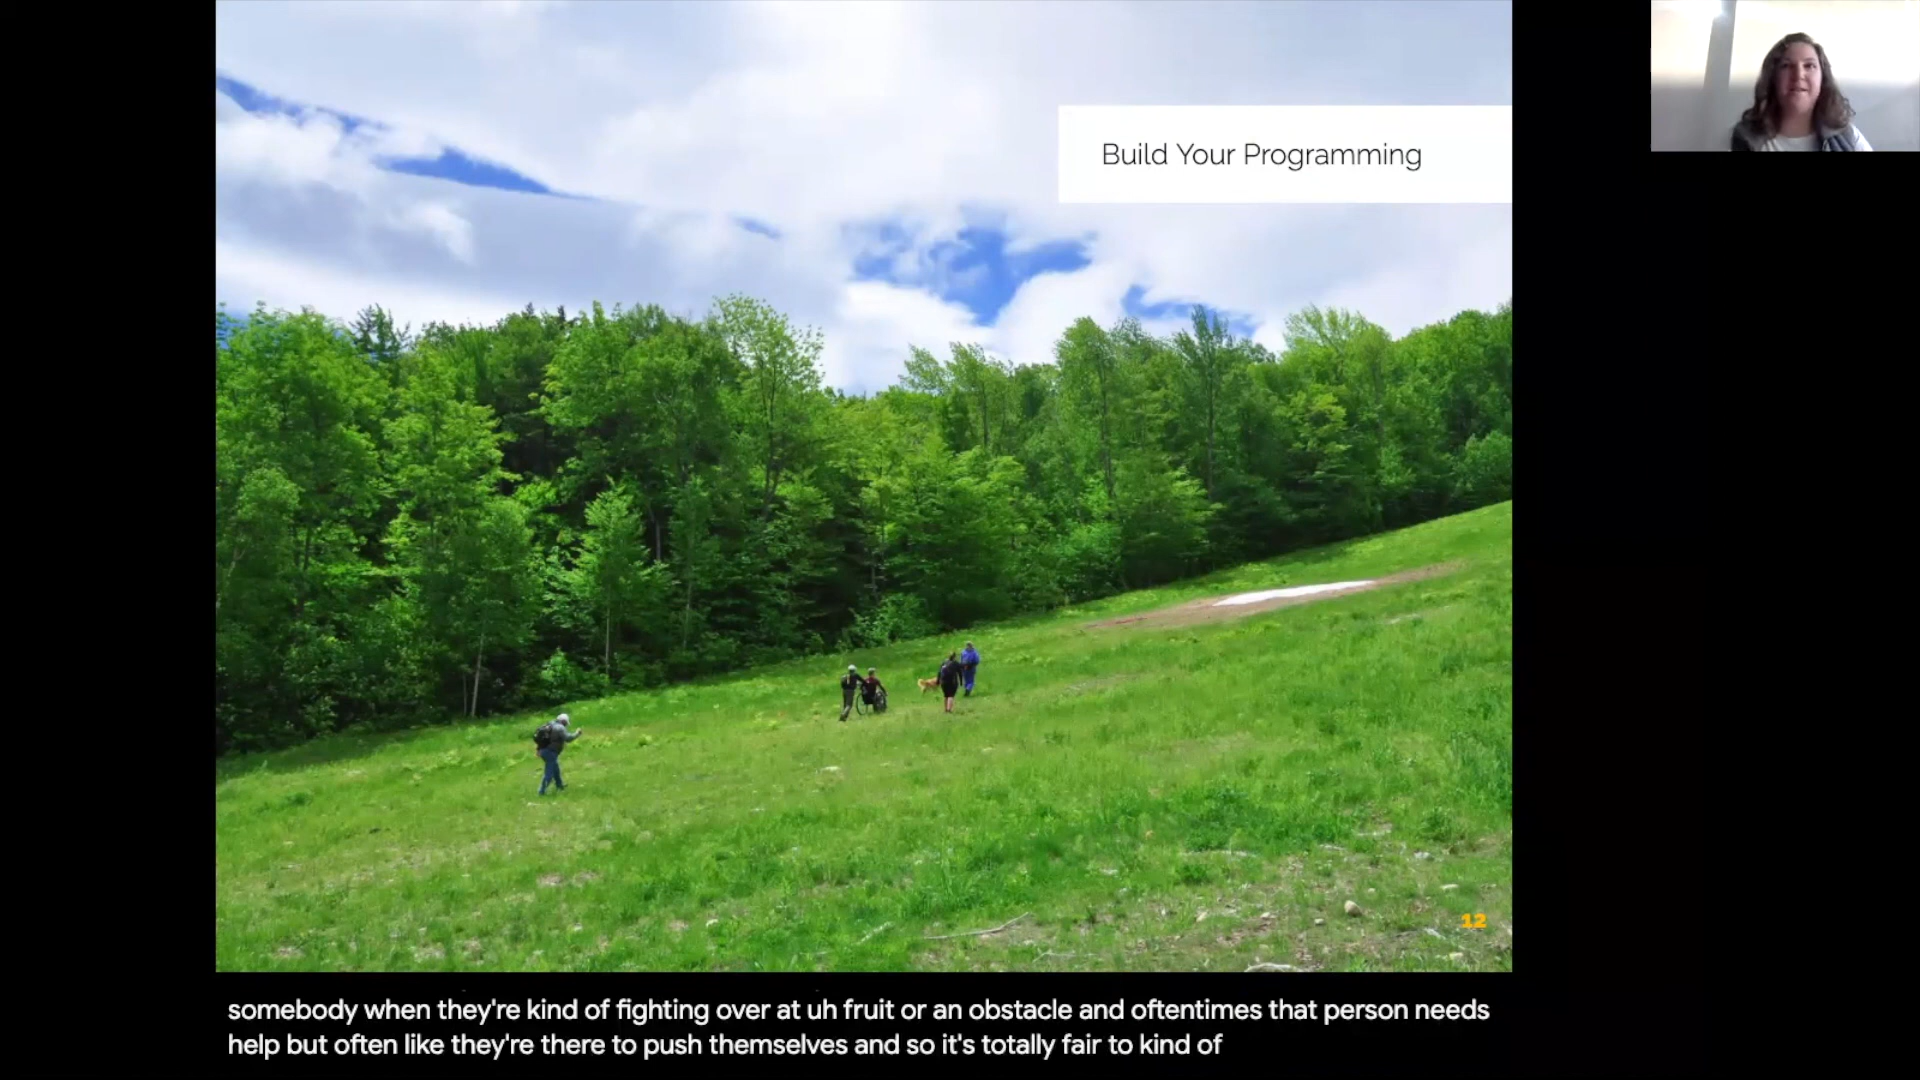 Build Your Programming
12
somebody when they're kind of fighting over at uh fruit or an obstacle and oftentimes that person needs
help but often like they're there to push themselves and so it's totally fair to kind of